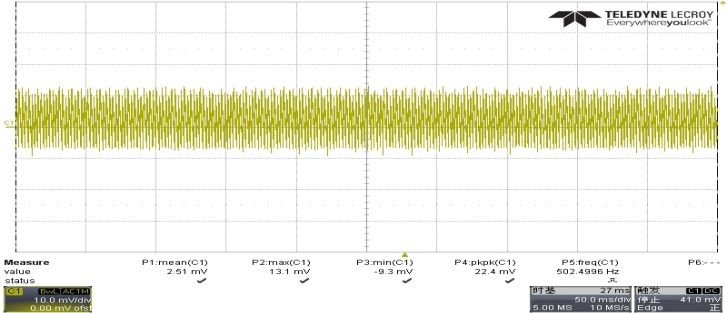 TELEDYNE LECROY
Everywhereyoulook™
C1
Measure P1:mean(C1) P2:max(C1) P3:min(C1) P4:pkpk(C1) P5:freq(C1) P6:- - -
value 2.51 mV 13.1 mV -9.3 mV 22.4 mV 502.4996 Hz
status
C1 BwL AC1M
10.0 mV/div
0.00 mV ofst
时基 27 ms
50.0 ms/div
5.00 MS 10 MS/s
触发 C1 DC
停止 41.0 mV
Edge 正